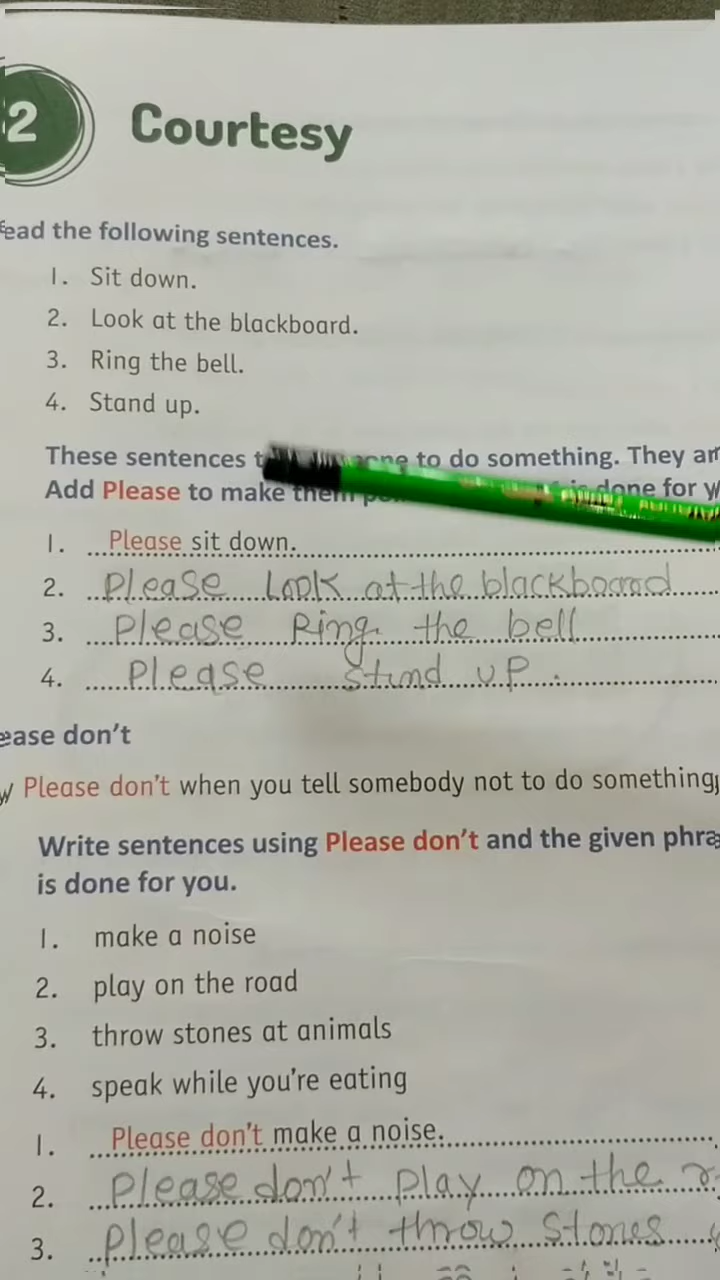 2 Courtesy
ead the following sentences.
1. Sit down.
2. Look at the blackboard.
3. Ring the bell.
4. Stand up.
These sentences to do something. They ar
Add Please to make them done for y
1. Please sit down.
2. Please Look at the blackboarod
3. Please Ring the bell
4. Please Stund up.
ease don't
Please don't when you tell somebody not to do something
Write sentences using Please don't and the given phra
is done for you.
1. make a noise
2. play on the road
3. throw stones at animals
4. speak while you're eating
1. Please don't make a noise.
2. Please don't play on the r
3. Please don't throw stones